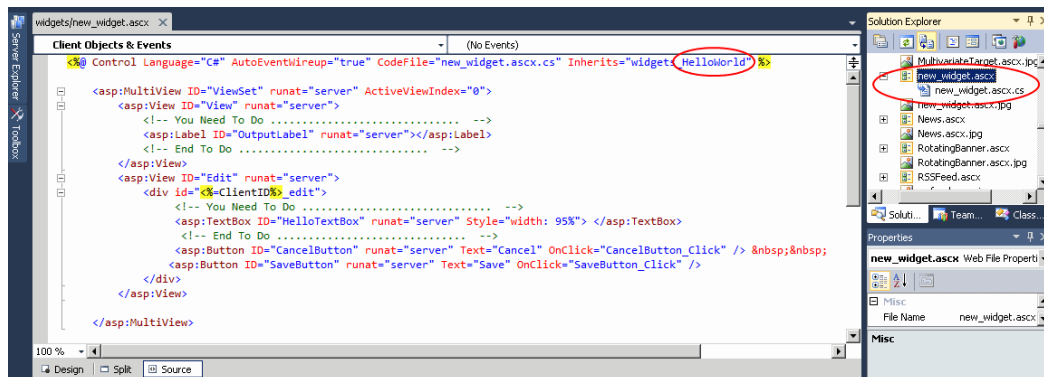 widgets/new_widget.ascx
Client Objects & Events
(No Events)
<%@ Control Language="C#" AutoEventWireup="true" CodeFile="new_widget.ascx.cs" Inherits="widgets_HelloWorld" %>
<asp:MultiView ID="ViewSet" runat="server" ActiveViewIndex="0">
<asp:View ID="View" runat="server">
<!-- You Need To Do .............................. -->
<asp:Label ID="OutputLabel" runat="server"></asp:Label>
<!-- End To Do .............................. -->
</asp:View>
<asp:View ID="Edit" runat="server">
<div id="<%=ClientID%>_edit">
<!-- You Need To Do .............................. -->
<asp:TextBox ID="HelloTextBox" runat="server" Style="width: 95%"> </asp:TextBox>
<!-- End To Do .............................. -->
<asp:Button ID="CancelButton" runat="server" Text="Cancel" OnClick="CancelButton_Click" /> &nbsp;&nbsp;
<asp:Button ID="SaveButton" runat="server" Text="Save" OnClick="SaveButton_Click" />
</div>
</asp:View>
</asp:MultiView>
100 %
Design
Split
Source
Server Explorer
Toolbox
Solution Explorer
MultivariateTarget.ascx.jpg
new_widget.ascx
new_widget.ascx.cs
new_widget.ascx.jpg
News.ascx
News.ascx.jpg
RotatingBanner.ascx
RotatingBanner.ascx.jpg
RSSFeed.ascx
Soluti...
Team...
Class...
Properties
new_widget.ascx Web File Properti
Misc
File Name new_widget.ascx
Misc